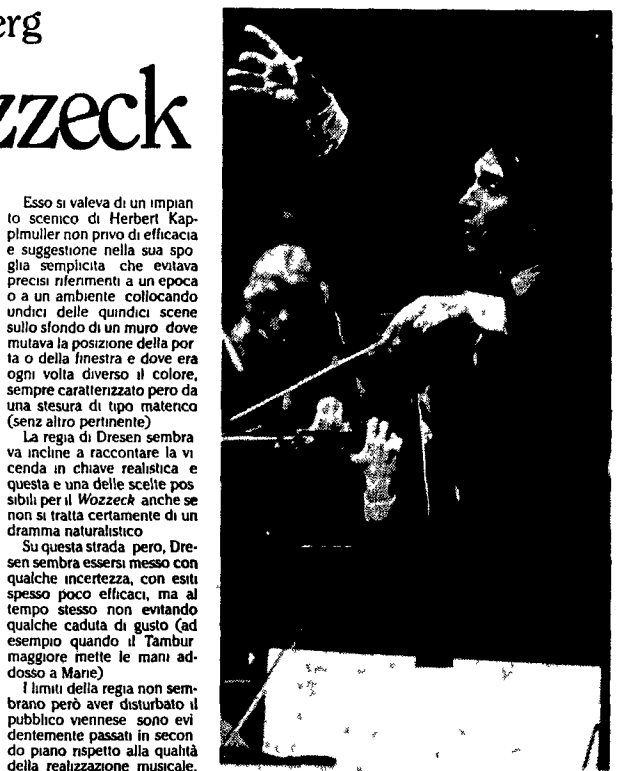 erg
zzeck
Esso si valeva di un impian
to scenico di Herbert Kap-
plmuller non privo di efficacia
e suggestione nella sua spo
glia semplicita che evitava
precisi riferimenti a un epoca
o a un ambiente collocando
undici delle quindici scene
sullo sfondo di un muro dove
mutava la posizione della por
ta o della finestra e dove era
ogni volta diverso il colore,
sempre caratterizzato pero da
una stesura di tipo materico
(senz altro pertinente)
La regia di Dresen sembra
va incline a raccontare la vi
cenda in chiave realistica e
questa e una delle scelte pos
sibili per il Wozzeck anche se
non si tratta certamente di un
dramma naturalistico
Su questa strada pero, Dre-
sen sembra essersi messo con
qualche incertezza, con esiti
spesso poco efficaci, ma al
tempo stesso non evitando
qualche caduta di gusto (ad
esempio quando il Tambur
maggiore mette le mani ad-
dosso a Marie)
I limiti della regia non sem-
brano però aver disturbato il
pubblico viennese sono evi
dentemente passati in secon
do piano rispetto alla qualità
della realizzazione musicale.